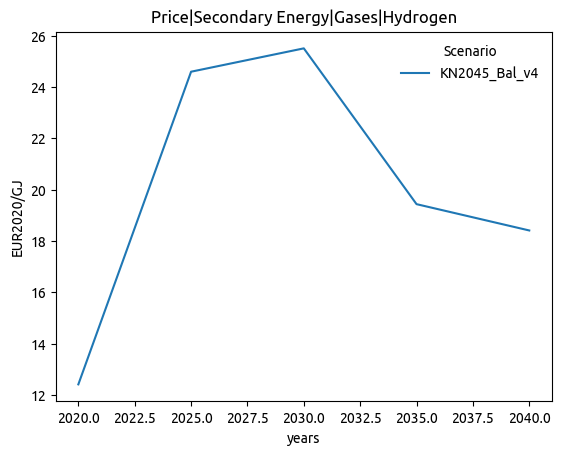 Price|Secondary Energy|Gases|Hydrogen
26
24
22
20
18
16
14
12
EUR2020/GJ
Scenario
KN2045_Bal_v4
2020.0 2022.5 2025.0 2027.5 2030.0 2032.5 2035.0 2037.5 2040.0
years